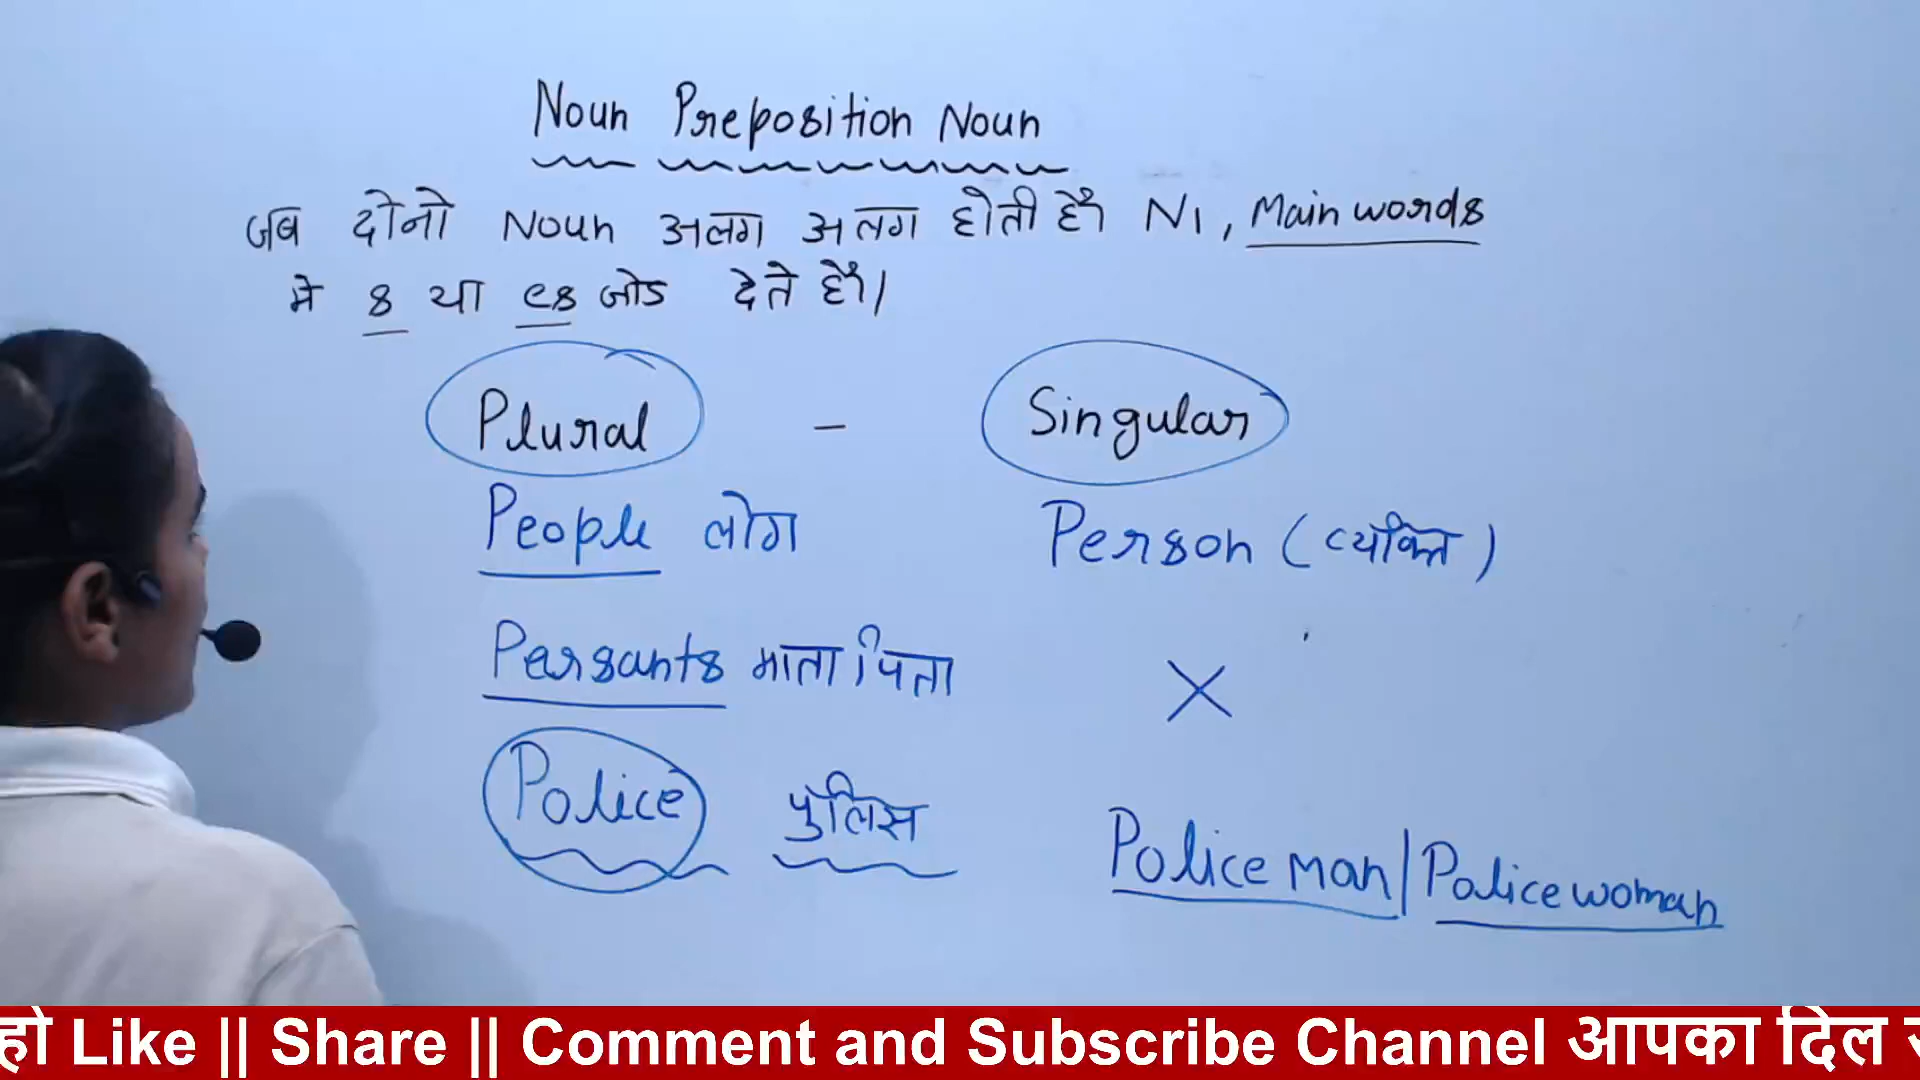 Noun Preposition Noun
जब दोनो Noun अलग अलग होती हैं N1, Main words
मे s या es जोड देते हैं।
Plural - Singular
People लोग Person (व्यक्ति)
Persants माता पिता X
Police पुलिस Police man/Police woman
हो Like || Share || Comment and Subscribe Channel आपका दिल